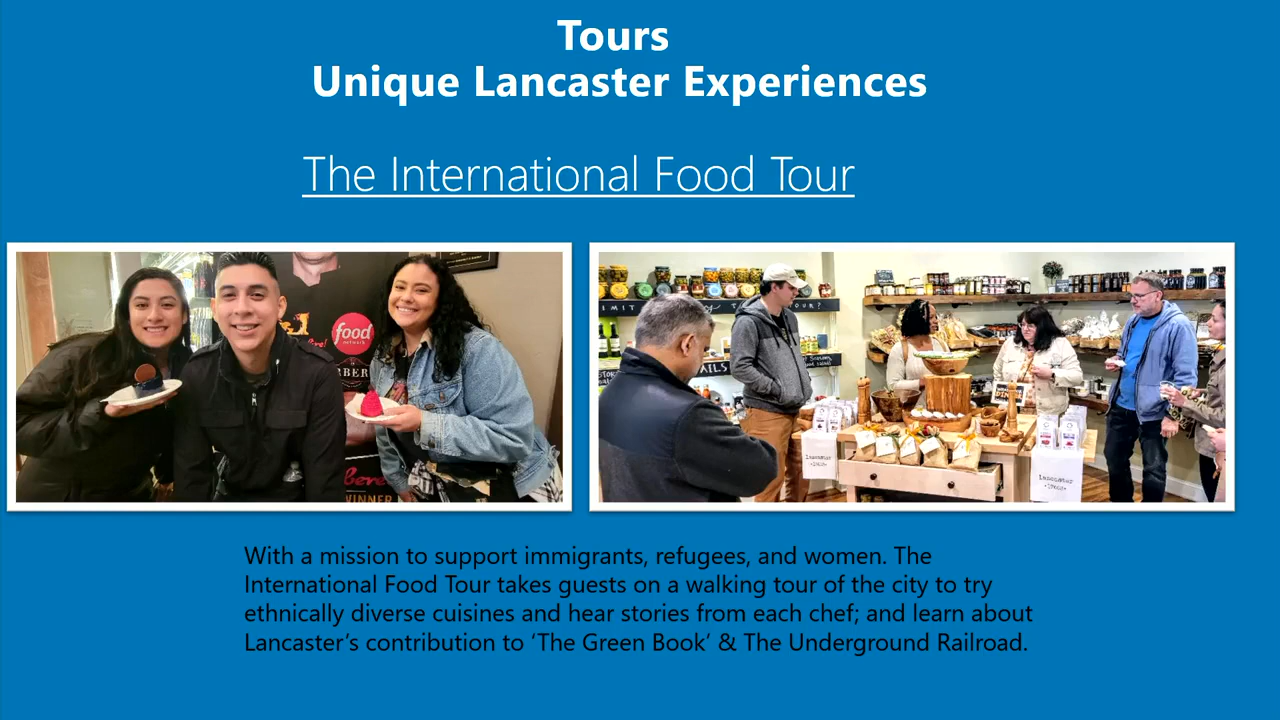 Tours
Unique Lancaster Experiences
The International Food Tour
food
network
WINNER
With a mission to support immigrants, refugees, and women. The
International Food Tour takes guests on a walking tour of the city to try
ethnically diverse cuisines and hear stories from each chef; and learn about
Lancaster’s contribution to ‘The Green Book’ & The Underground Railroad.